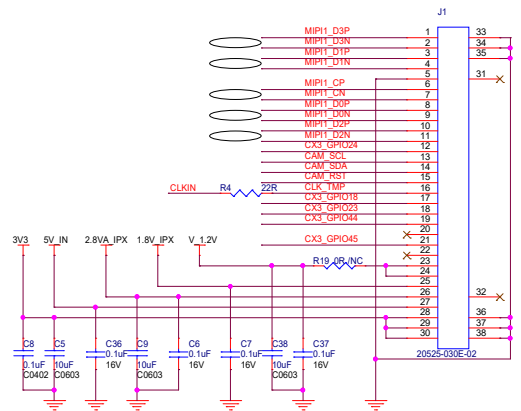 J1
MIPI1_D3P 1 33
MIPI1_D3N 2 34
MIPI1_D1P 3 35
MIPI1_D1N 4
5 31
MIPI1_CP 6
MIPI1_CN 7
MIPI1_D0P 8
MIPI1_D0N 9
MIPI1_D2P 10
MIPI1_D2N 11
CX3_GPIO24 12
CAM_SCL 13
CAM_SDA 14
CAM_RST 15
CLKIN R4 22R CLK_TMP 16
CX3_GPIO18 17
CX3_GPIO23 18
CX3_GPIO44 19
20
3V3 5V_IN 2.8VA_IPX 1.8V_IPX V_1.2V CX3_GPIO45 21
22
R19 0R./NC 23
24
25
26 32
27
28 36
29 37
30 38
C8 C5 C36 C9 C6 C7 C38 C37
0.1uF 10uF 0.1uF 10uF 0.1uF 0.1uF 10uF 0.1uF
C0402 C0603 16V C0603 16V 16V C0603 16V
20525-030E-02